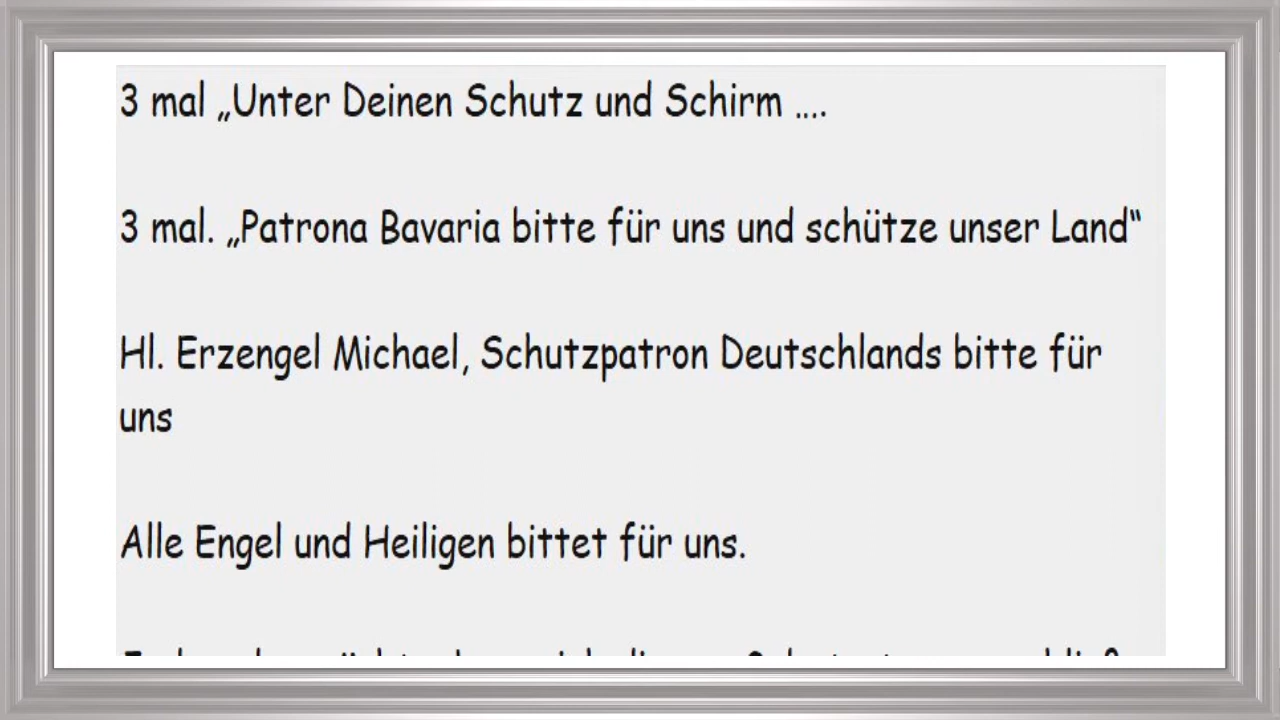 3 mal „Unter Deinen Schutz und Schirm ....
3 mal. „Patrona Bavaria bitte für uns und schütze unser Land“
Hl. Erzengel Michael, Schutzpatron Deutschlands bitte für
uns
Alle Engel und Heiligen bittet für uns.